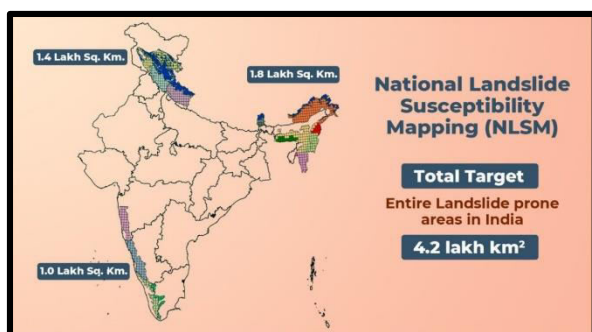 1.4 Lakh Sq. Km.
1.8 Lakh Sq. Km.
1.0 Lakh Sq. Km.
National Landslide
Susceptibility
Mapping (NLSM)
Total Target
Entire Landslide prone
areas in India
4.2 lakh km²